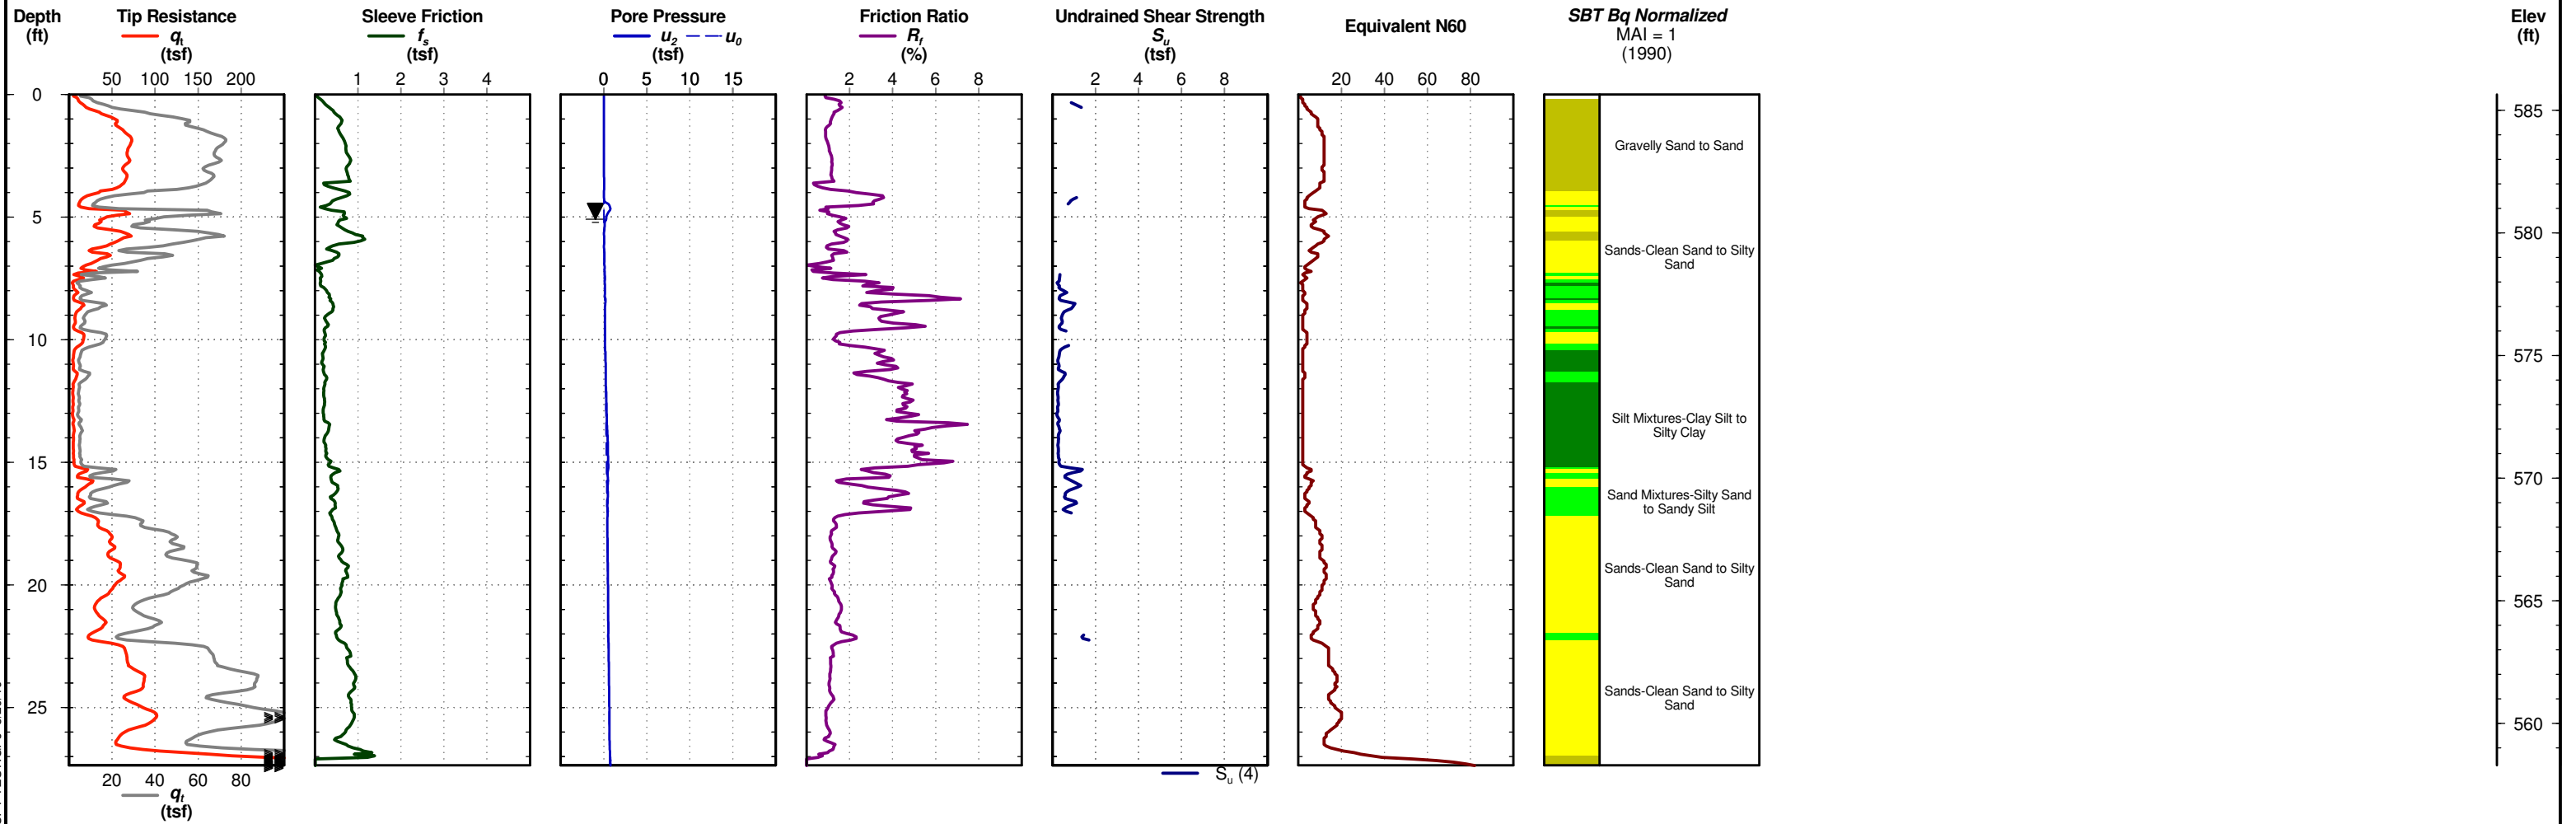 Depth
(ft)
Tip Resistance
qt
(tsf)
50 100 150 200
Sleeve Friction
fs
(tsf)
1 2 3 4
Pore Pressure
u2 u0
(tsf)
0 5 10 15
Friction Ratio
Rf
(%)
2 4 6 8
Undrained Shear Strength
Su
(tsf)
2 4 6 8
Equivalent N60
20 40 60 80
SBT Bq Normalized
MAI = 1
(1990)
Elev
(ft)
0
5
10
15
20
25
Gravelly Sand to Sand
Sands-Clean Sand to Silty
Sand
Silt Mixtures-Clay Silt to
Silty Clay
Sand Mixtures-Silty Sand
to Sandy Silt
Sands-Clean Sand to Silty
Sand
Sands-Clean Sand to Silty
Sand
585
580
575
570
565
560
20 40 60 80
qt
(tsf)
Su (4)